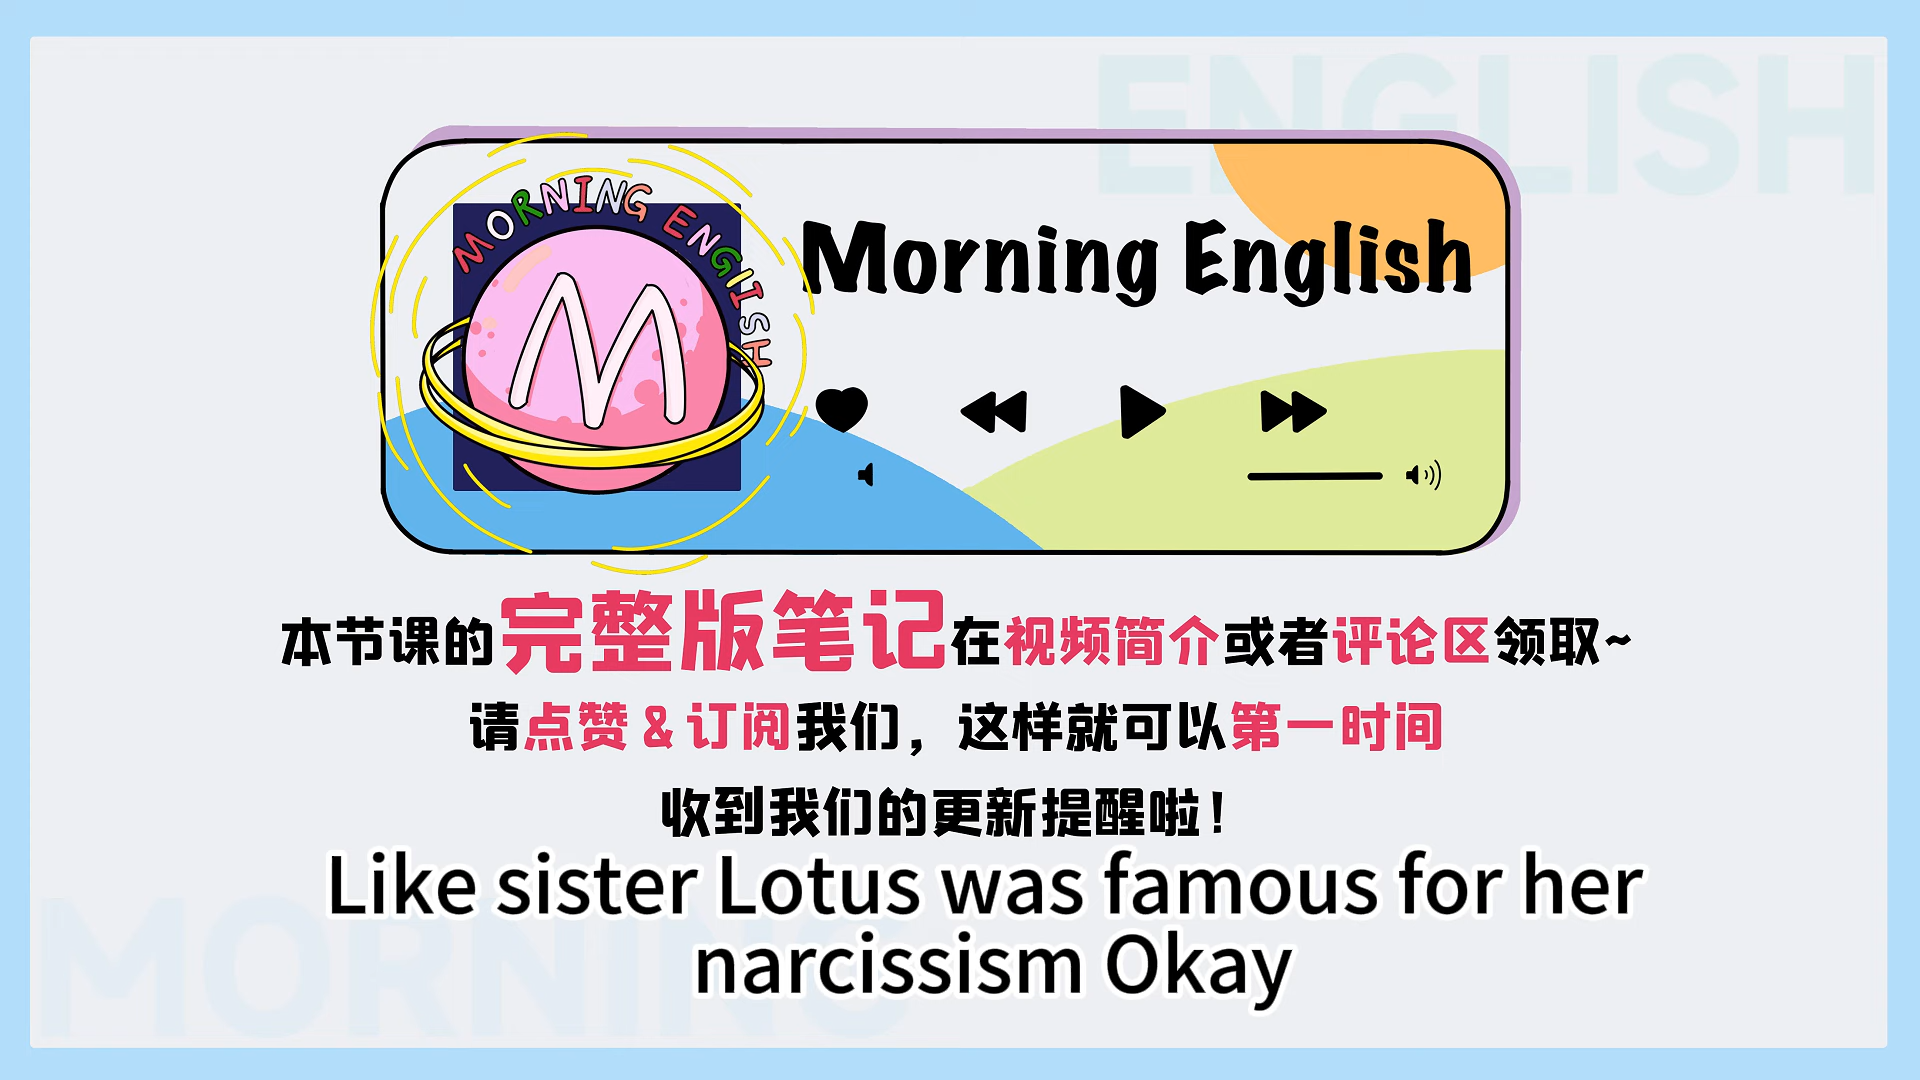 ENGLISH
MORNING ENGLISH
M
Morning English
本节课的完整版笔记在视频简介或者评论区领取~
请点赞&订阅我们，这样就可以第一时间
收到我们的更新提醒啦！
Like sister Lotus was famous for her
narcissism Okay
MORNING